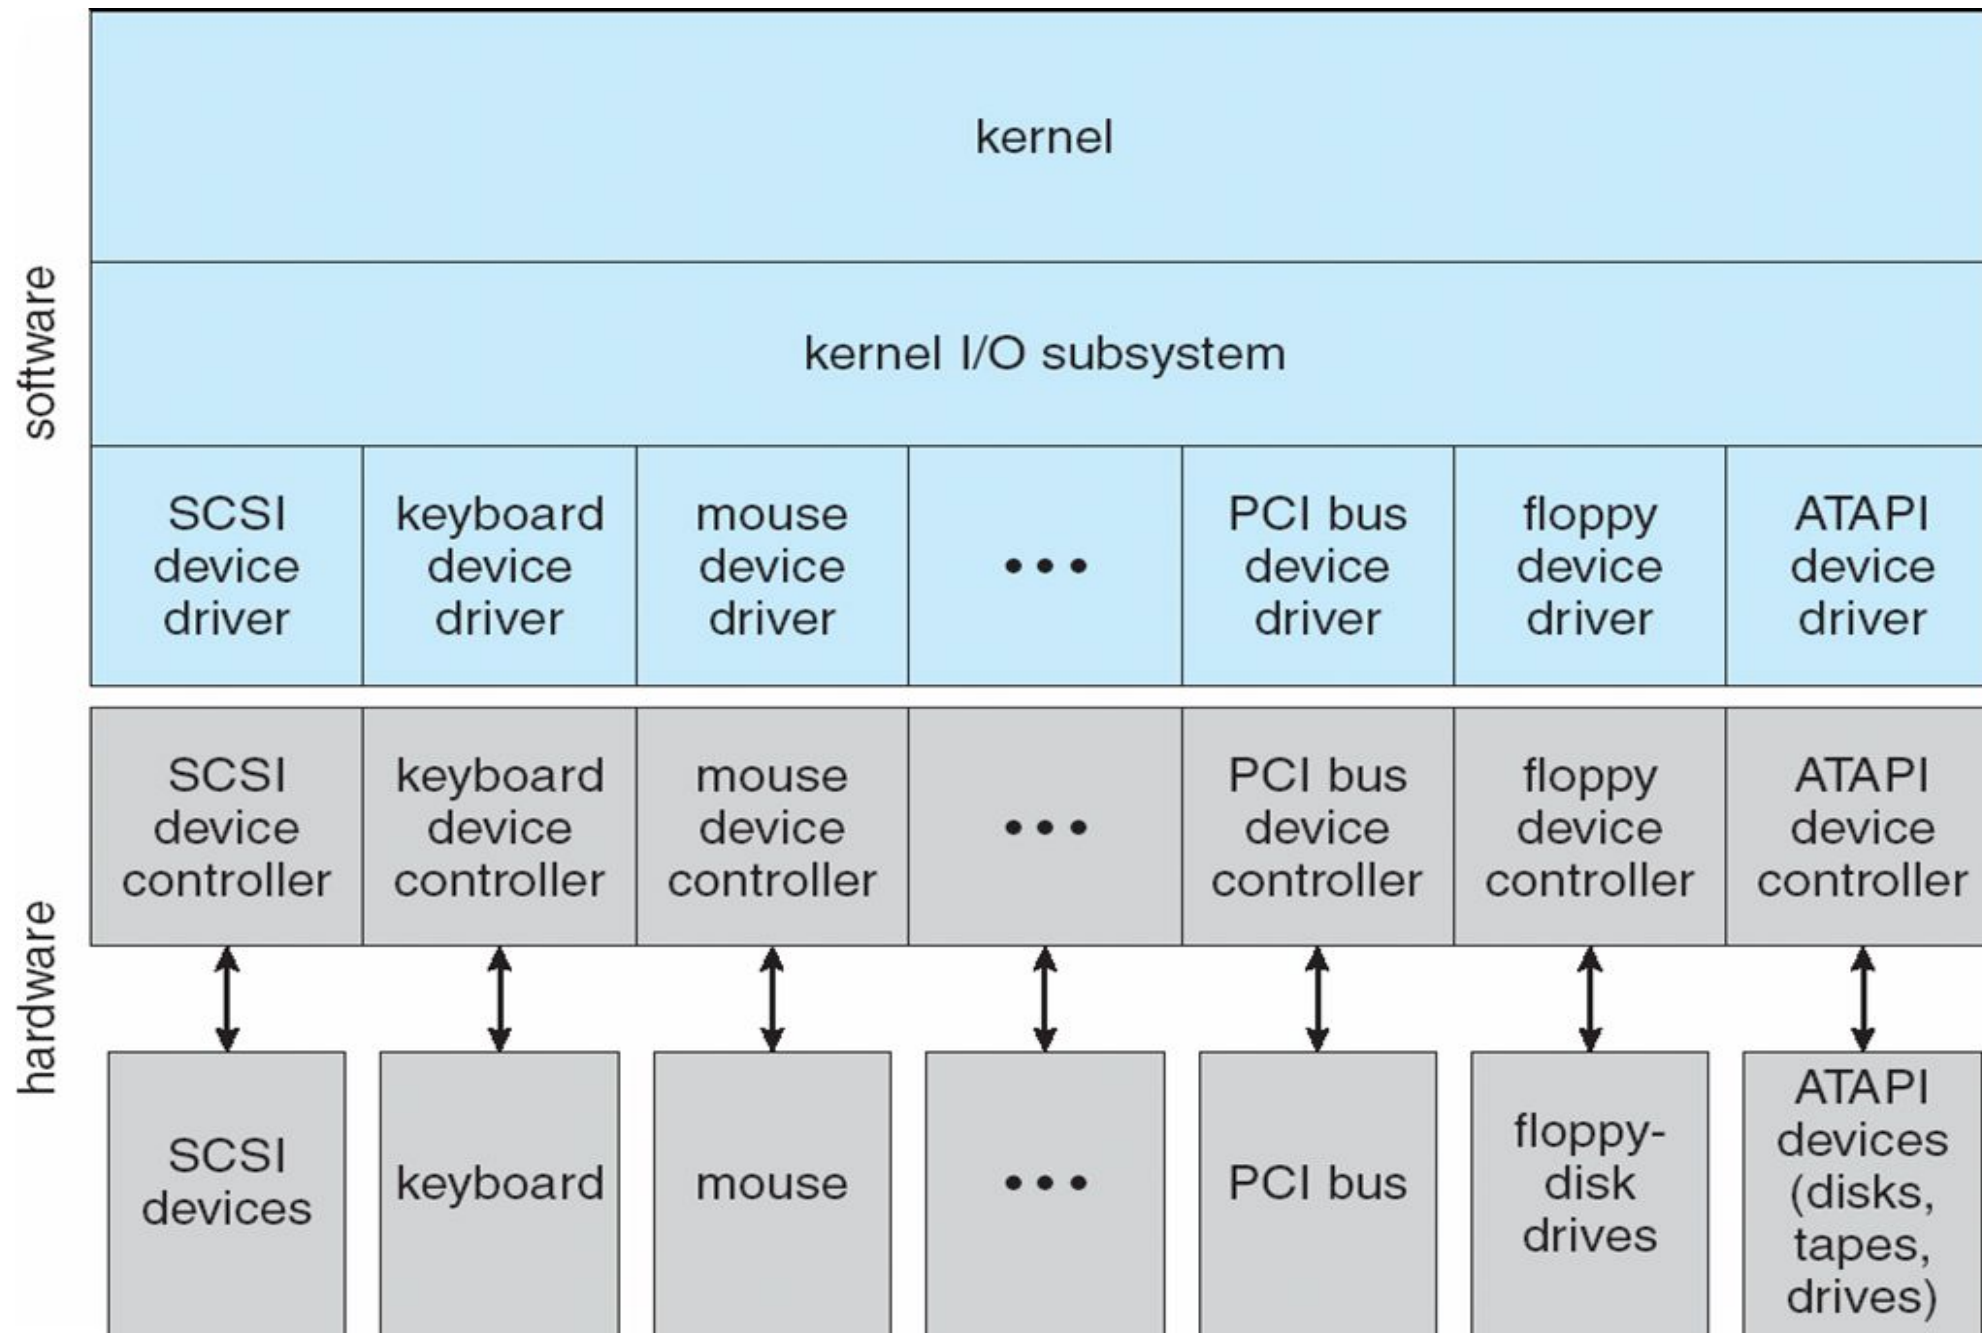 kernel
software
kernel I/O subsystem
SCSI
device
driver
keyboard
device
driver
mouse
device
driver
•••
PCI bus
device
driver
floppy
device
driver
ATAPI
device
driver
hardware
SCSI
device
controller
keyboard
device
controller
mouse
device
controller
•••
PCI bus
device
controller
floppy
device
controller
ATAPI
device
controller
SCSI
devices
keyboard
mouse
•••
PCI bus
floppy-
disk
drives
ATAPI
devices
(disks,
tapes,
drives)